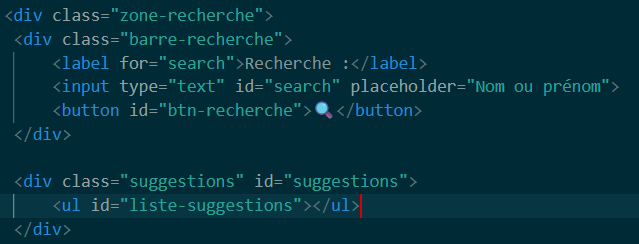 <div class="zone-recherche">
<div class="barre-recherche">
<label for="search">Recherche :</label>
<input type="text" id="search" placeholder="Nom ou prénom">
<button id="btn-recherche">🔍</button>
</div>
<div class="suggestions" id="suggestions">
<ul id="liste-suggestions"></ul>
</div>